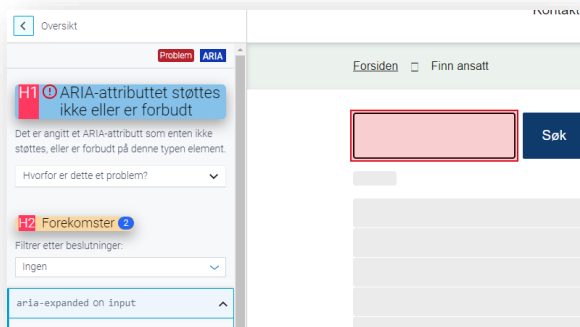 Oversikt
Problem ARIA
H1 ARIA-attributtet støttes
ikke eller er forbudt
Det er angitt et ARIA-attributt som enten ikke
støttes, eller er forbudt på denne typen element.
Hvorfor er dette et problem?
H2 Forekomster 2
Filtrer etter beslutninger:
Ingen
aria-expanded ON input
Kontakt
Forsiden Finn ansatt
Søk